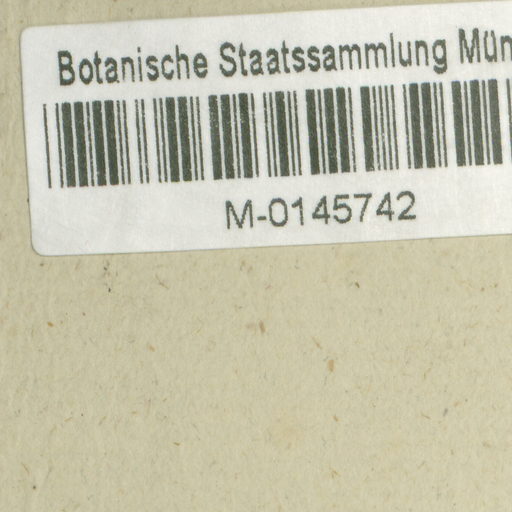 Botanische Staatssammlung Mün
M-0145742